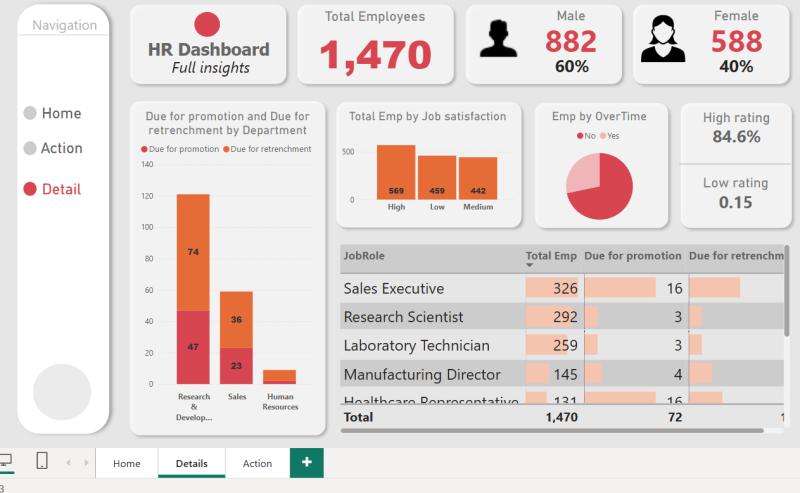 Navigation
Home
Action
Detail
HR Dashboard
Full insights
Total Employees
1,470
Male
882
60%
Female
588
40%
Due for promotion and Due for
retrenchment by Department
Due for promotion Due for retrenchment
140
120
100
80
60
40
20
0
74
47
36
23
Research
&
Develop...
Sales
Human
Resources
Total Emp by Job satisfaction
500
0
569
459
442
High
Low
Medium
Emp by OverTime
No Yes
High rating
84.6%
Low rating
0.15
JobRole Total Emp Due for promotion Due for retrenchm
Sales Executive 326 16
Research Scientist 292 3
Laboratory Technician 259 3
Manufacturing Director 145 4
Healthcare Representative 131 16
Total 1,470 72 1
Home
Details
Action
+
3